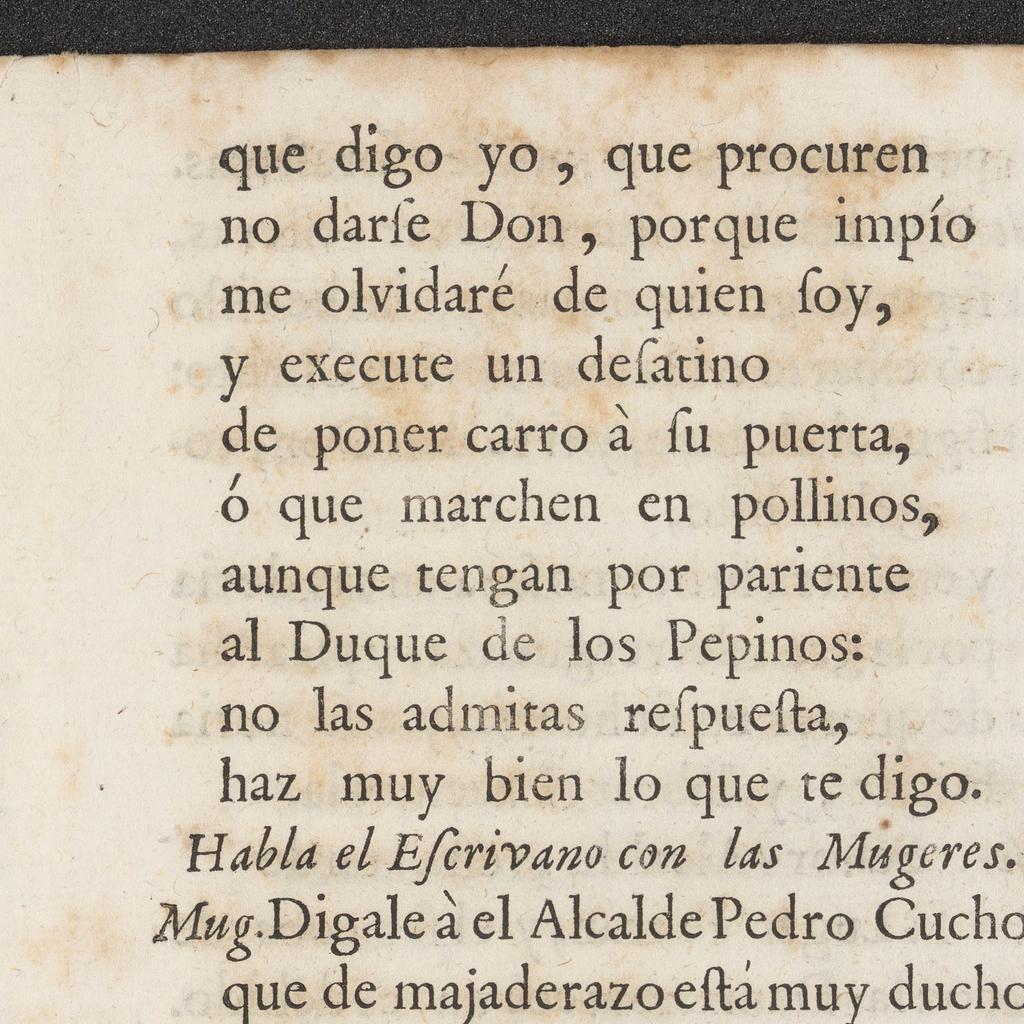 que digo yo, que procuren
no darſe Don, porque impío
me olvidaré de quien ſoy,
y execute un deſatino
de poner carro à ſu puerta,
ó que marchen en pollinos,
aunque tengan por pariente
al Duque de los Pepinos:
no las admitas reſpueſta,
haz muy bien lo que te digo.
Habla el Eſcrivano con las Mugeres.
Mug. Digale à el Alcalde Pedro Cucho
que de majaderazo eſtá muy ducho